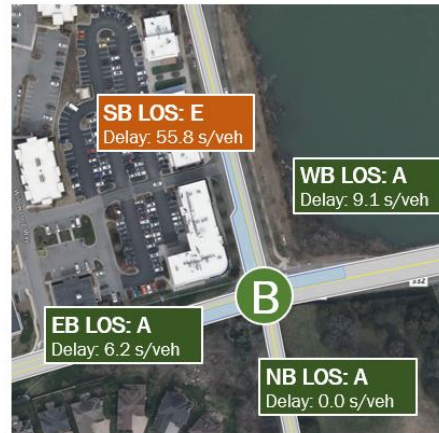 SB LOS: E
Delay: 55.8 s/veh
WB LOS: A
Delay: 9.1 s/veh
552
B
EB LOS: A
Delay: 6.2 s/veh
NB LOS: A
Delay: 0.0 s/veh